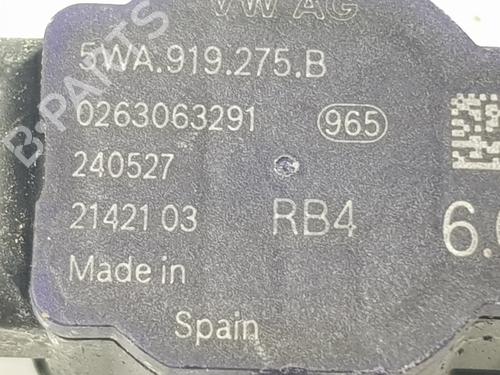 VW AG
5WA.919.275.B
0263063291 965
240527
21421 03 RB4 6.
Made in
Spain
B-PARTS